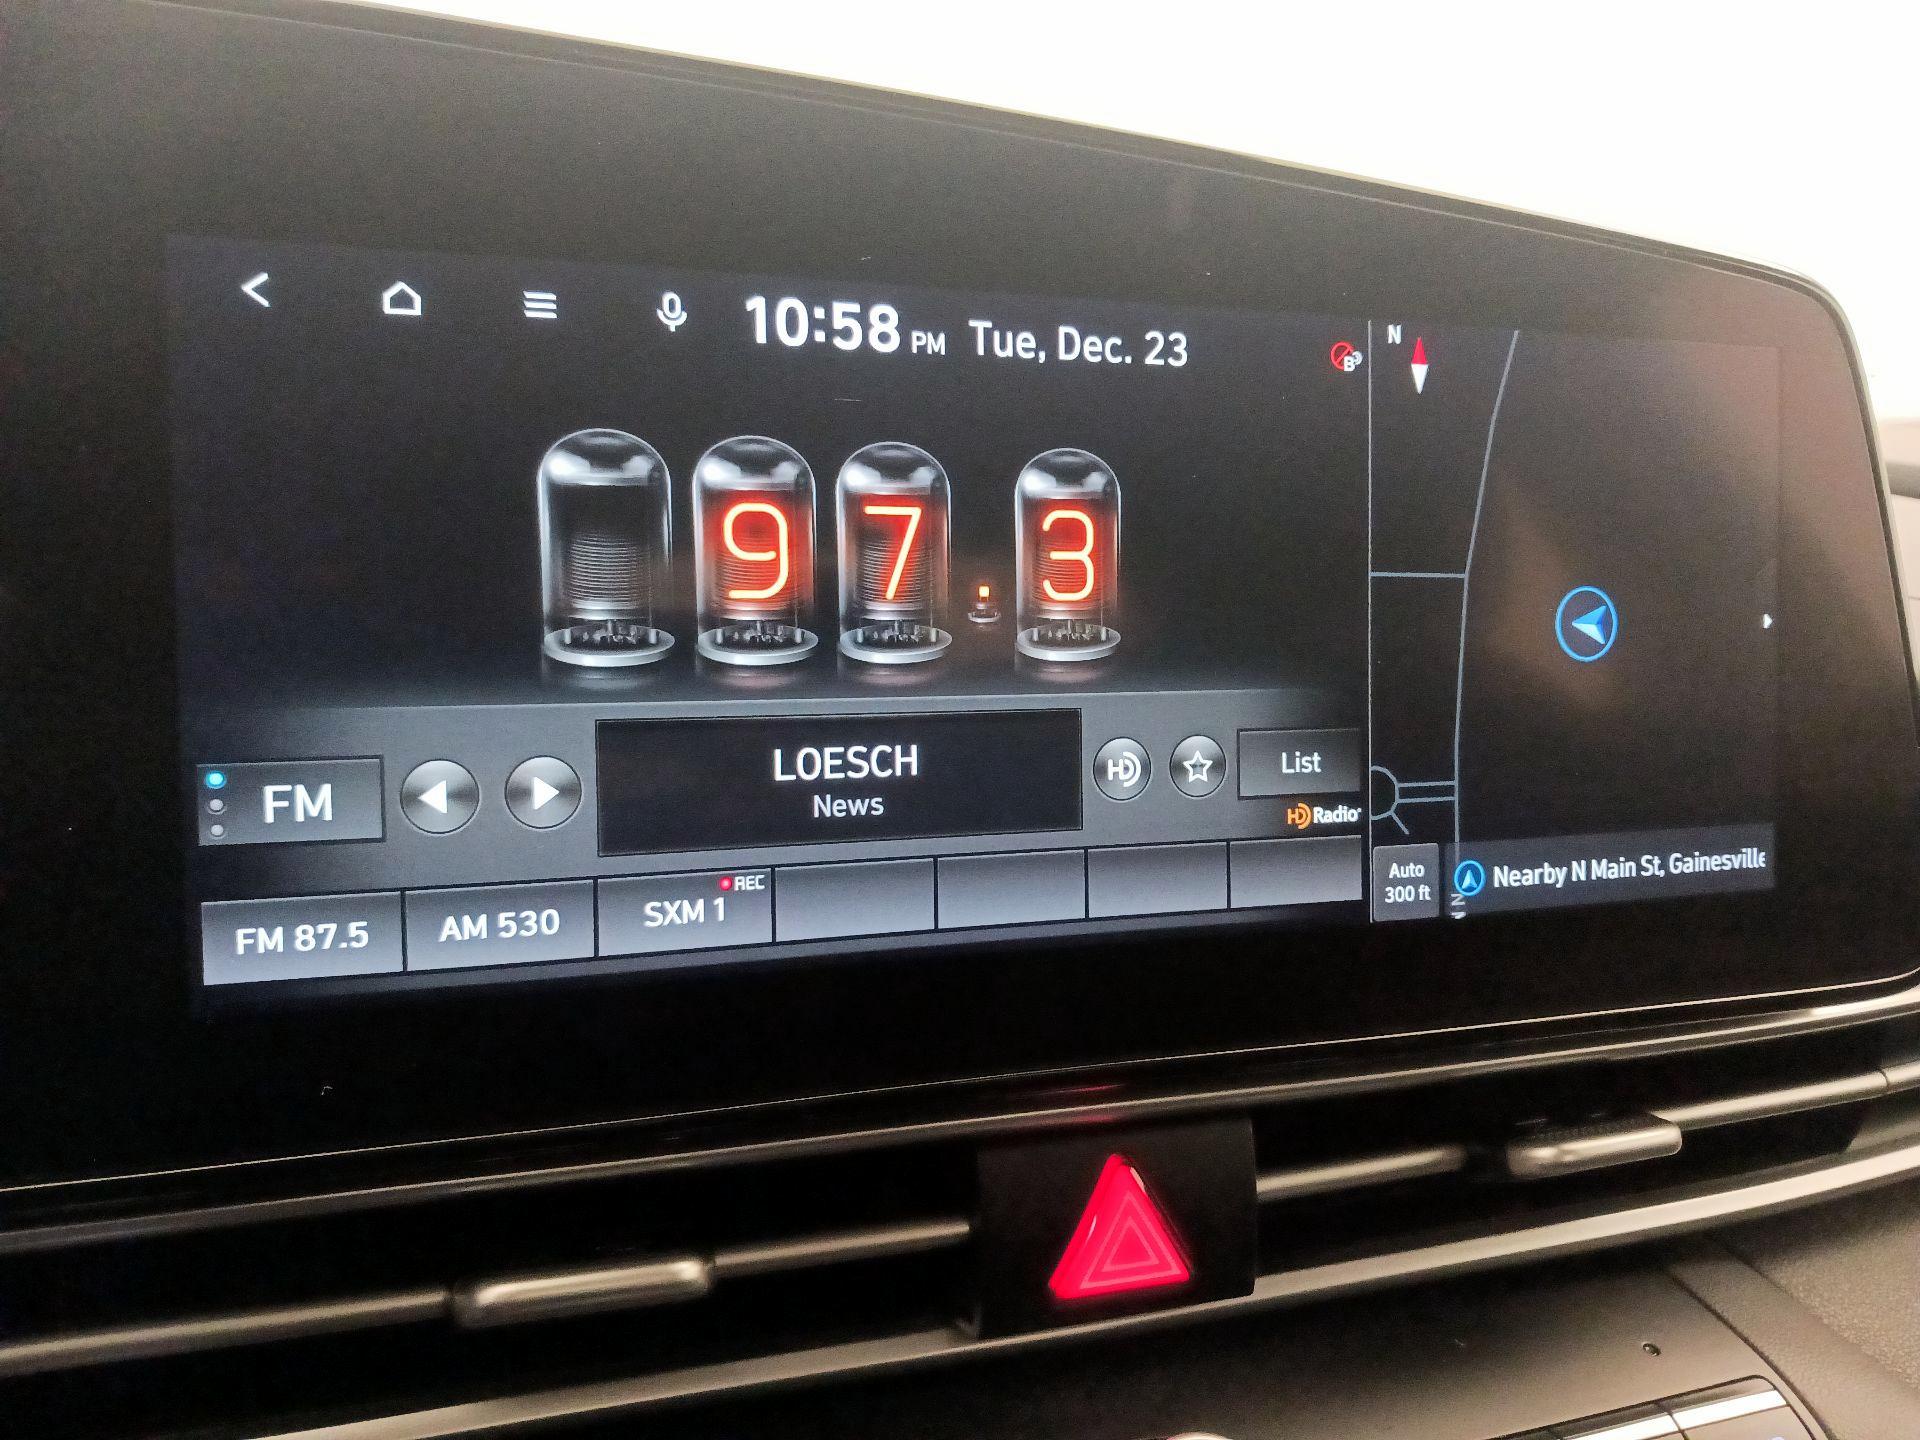 10:58 PM Tue, Dec. 23
N
97.3
FM
LOESCH
News
HD
List
HD Radio
FM 87.5
AM 530
REC
SXM 1
Auto
300 ft
Nearby N Main St, Gainesville